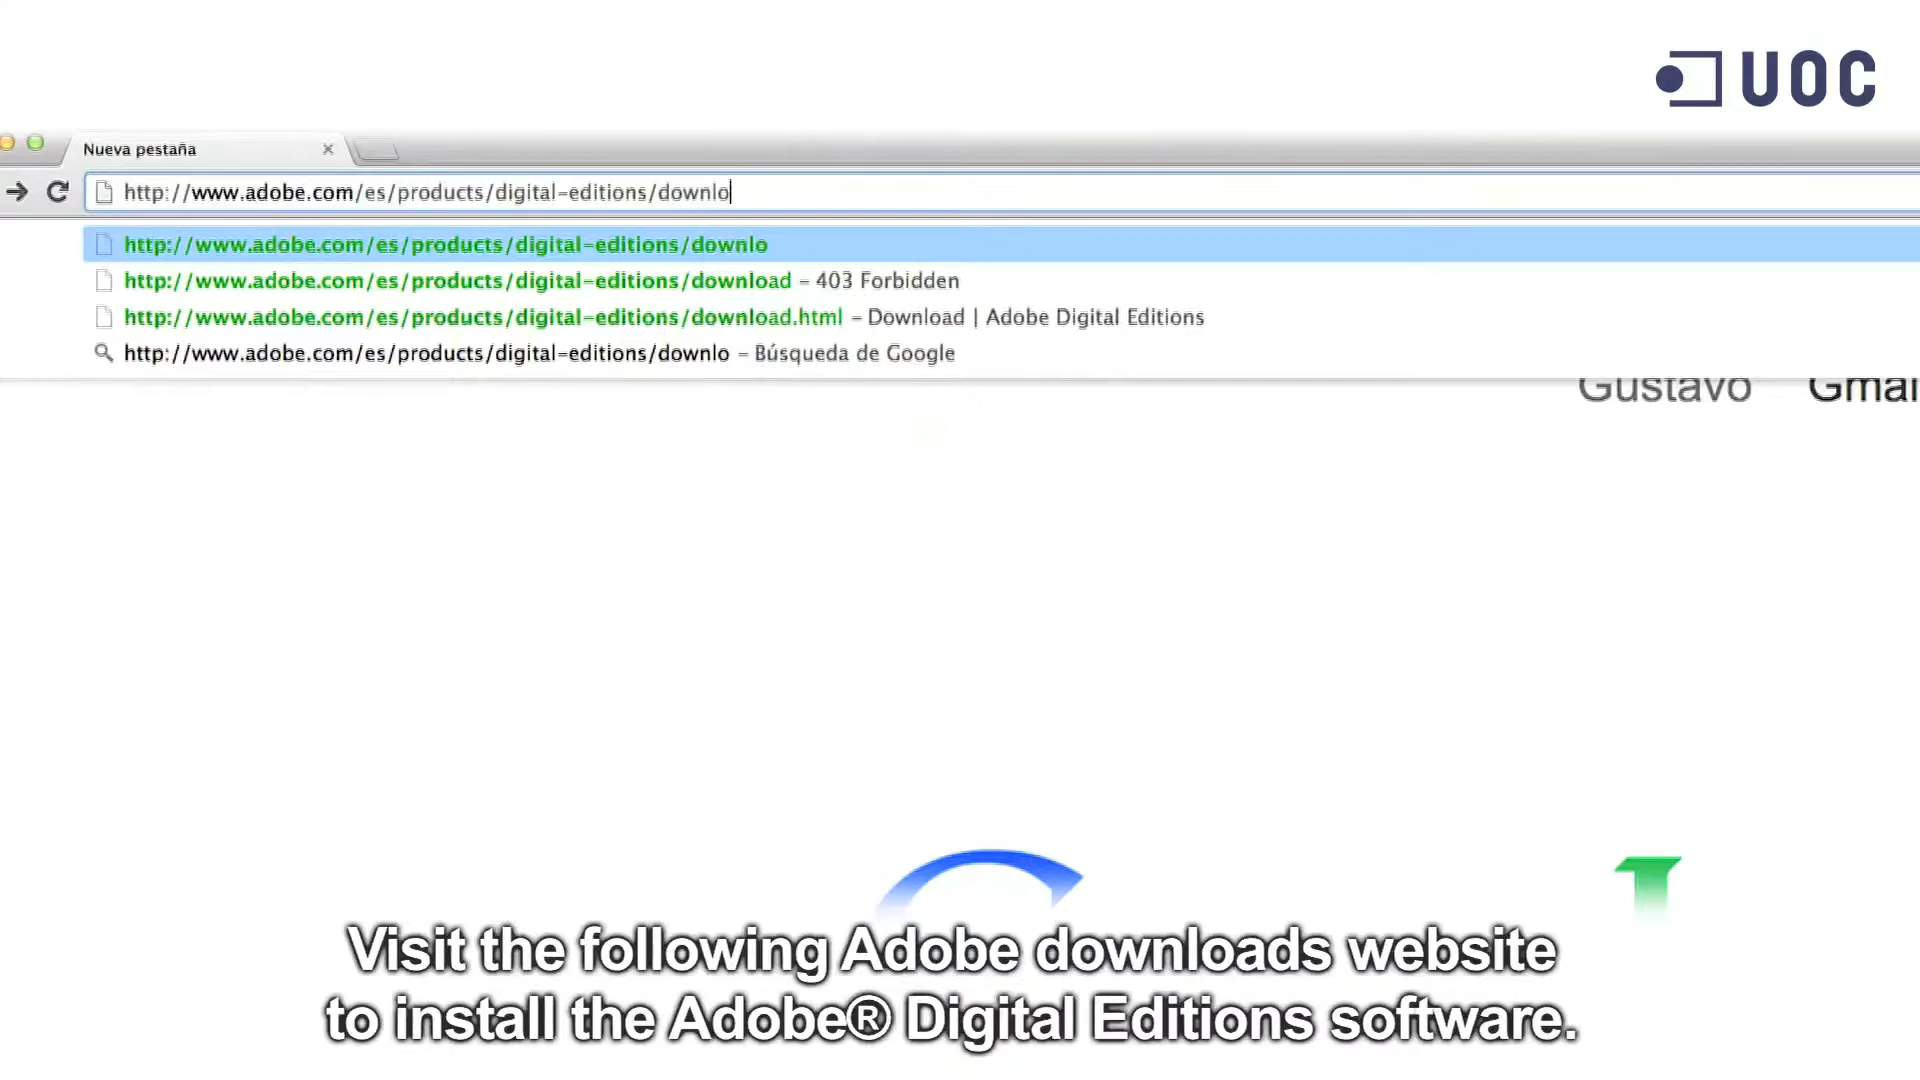 UOC
Nueva pestaña
http://www.adobe.com/es/products/digital-editions/downlo
http://www.adobe.com/es/products/digital-editions/downlo
http://www.adobe.com/es/products/digital-editions/download - 403 Forbidden
http://www.adobe.com/es/products/digital-editions/download.html - Download | Adobe Digital Editions
http://www.adobe.com/es/products/digital-editions/downlo - Búsqueda de Google
Gustavo Gmai
Visit the following Adobe downloads website
to install the Adobe® Digital Editions software.